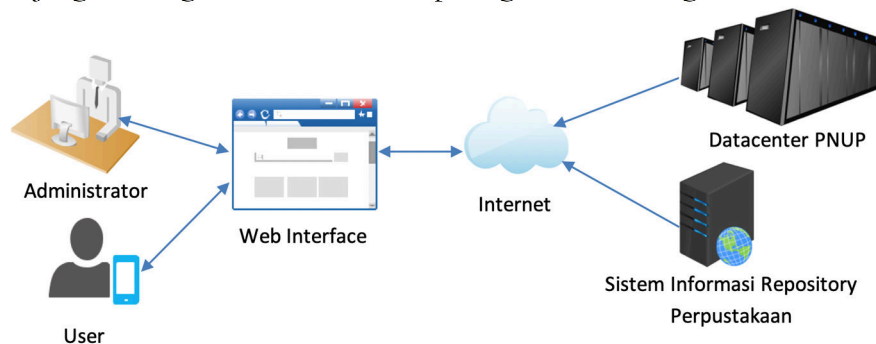 Administrator
User
Web Interface
Internet
Datacenter PNUP
Sistem Informasi Repository
Perpustakaan